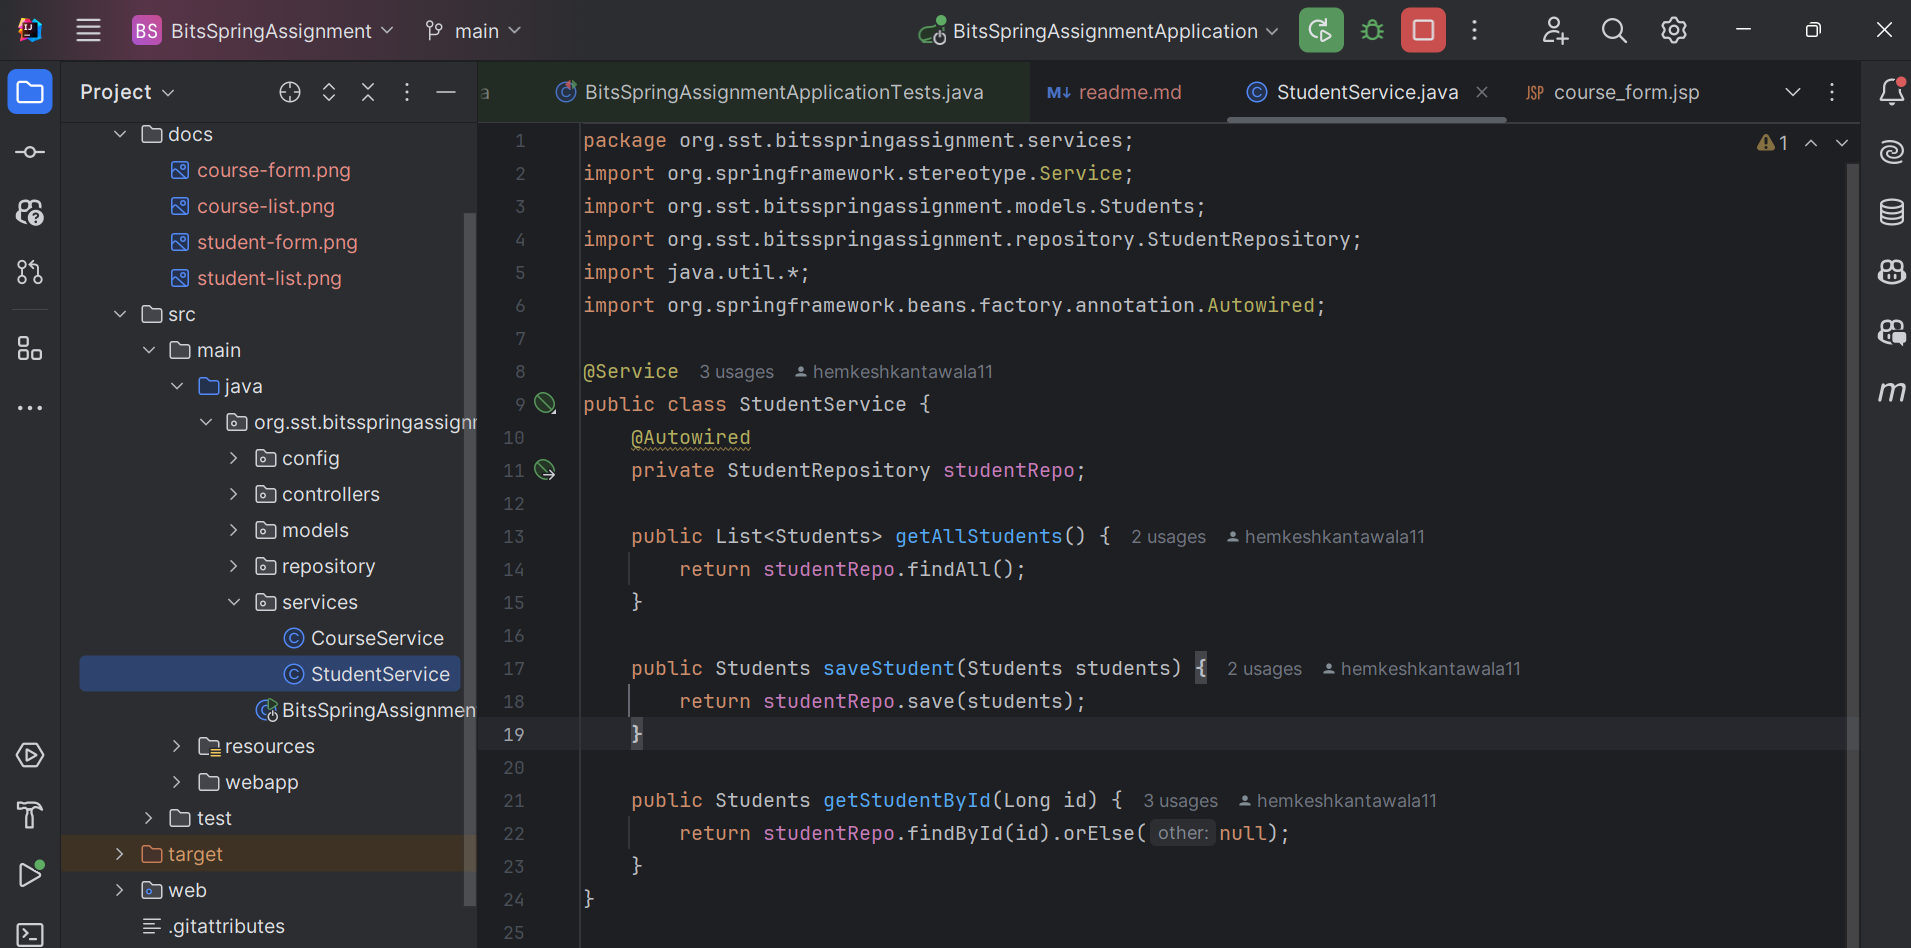 BS BitsSpringAssignment main BitsSpringAssignmentApplication
Project
docs
course-form.png
course-list.png
student-form.png
student-list.png
src
main
java
org.sst.bitsspringassignm
config
controllers
models
repository
services
CourseService
StudentService
BitsSpringAssignmen
resources
webapp
test
target
web
.gitattributes
a BitsSpringAssignmentApplicationTests.java M↓ readme.md StudentService.java JSP course_form.jsp
1 package org.sst.bitsspringassignment.services; 1
2 import org.springframework.stereotype.Service;
3 import org.sst.bitsspringassignment.models.Students;
4 import org.sst.bitsspringassignment.repository.StudentRepository;
5 import java.util.*;
6 import org.springframework.beans.factory.annotation.Autowired;
7
8 @Service 3 usages hemkeshkantawala11
9 public class StudentService {
10 @Autowired
11 private StudentRepository studentRepo;
12
13 public List<Students> getAllStudents() { 2 usages hemkeshkantawala11
14 return studentRepo.findAll();
15 }
16
17 public Students saveStudent(Students students) { 2 usages hemkeshkantawala11
18 return studentRepo.save(students);
19 }
20
21 public Students getStudentById(Long id) { 3 usages hemkeshkantawala11
22 return studentRepo.findById(id).orElse( other: null);
23 }
24 }
25
m